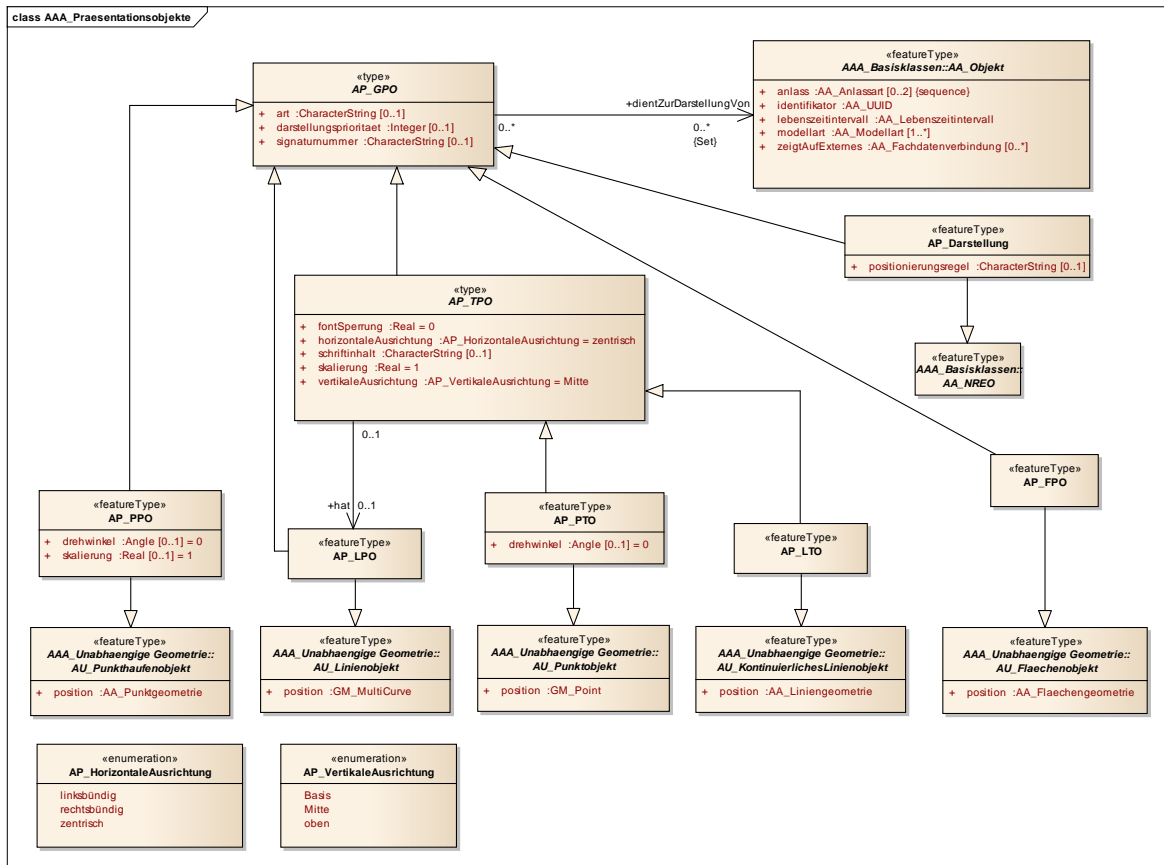 class AAA_Praesentationsobjekte
«type»
AP_GPO
+ art :CharacterString [0..1]
+ darstellungsprioritaet :Integer [0..1]
+ signaturnummer :CharacterString [0..1]
+dientZurDarstellungVon
0..*
0..*
{Set}
«featureType»
AAA_Basisklassen::AA_Objekt
+ anlass :AA_Anlassart [0..2] {sequence}
+ identifikator :AA_UUID
+ lebenszeitintervall :AA_Lebenszeitintervall
+ modellart :AA_Modellart [1..*]
+ zeigtAufExternes :AA_Fachdatenverbindung [0..*]
«featureType»
AP_Darstellung
+ positionierungsregel :CharacterString [0..1]
«type»
AP_TPO
+ fontSperrung :Real = 0
+ horizontaleAusrichtung :AP_HorizontaleAusrichtung = zentrisch
+ schriftinhalt :CharacterString [0..1]
+ skalierung :Real = 1
+ vertikaleAusrichtung :AP_VertikaleAusrichtung = Mitte
«featureType»
AAA_Basisklassen::
AA_NREO
0..1
+hat 0..1
«featureType»
AP_PPO
+ drehwinkel :Angle [0..1] = 0
+ skalierung :Real [0..1] = 1
«featureType»
AP_LPO
«featureType»
AP_PTO
+ drehwinkel :Angle [0..1] = 0
«featureType»
AP_LTO
«featureType»
AP_FPO
«featureType»
AAA_Unabhaengige Geometrie::
AU_Punkthaufenobjekt
+ position :AA_Punktgeometrie
«featureType»
AAA_Unabhaengige Geometrie::
AU_Linienobjekt
+ position :GM_MultiCurve
«featureType»
AAA_Unabhaengige Geometrie::
AU_Punktobjekt
+ position :GM_Point
«featureType»
AAA_Unabhaengige Geometrie::
AU_KontinuierlichesLinienobjekt
+ position :AA_Liniengeometrie
«featureType»
AAA_Unabhaengige Geometrie::
AU_Flaechenobjekt
+ position :AA_Flaechengeometrie
«enumeration»
AP_HorizontaleAusrichtung
linksbündig
rechtsbündig
zentrisch
«enumeration»
AP_VertikaleAusrichtung
Basis
Mitte
oben